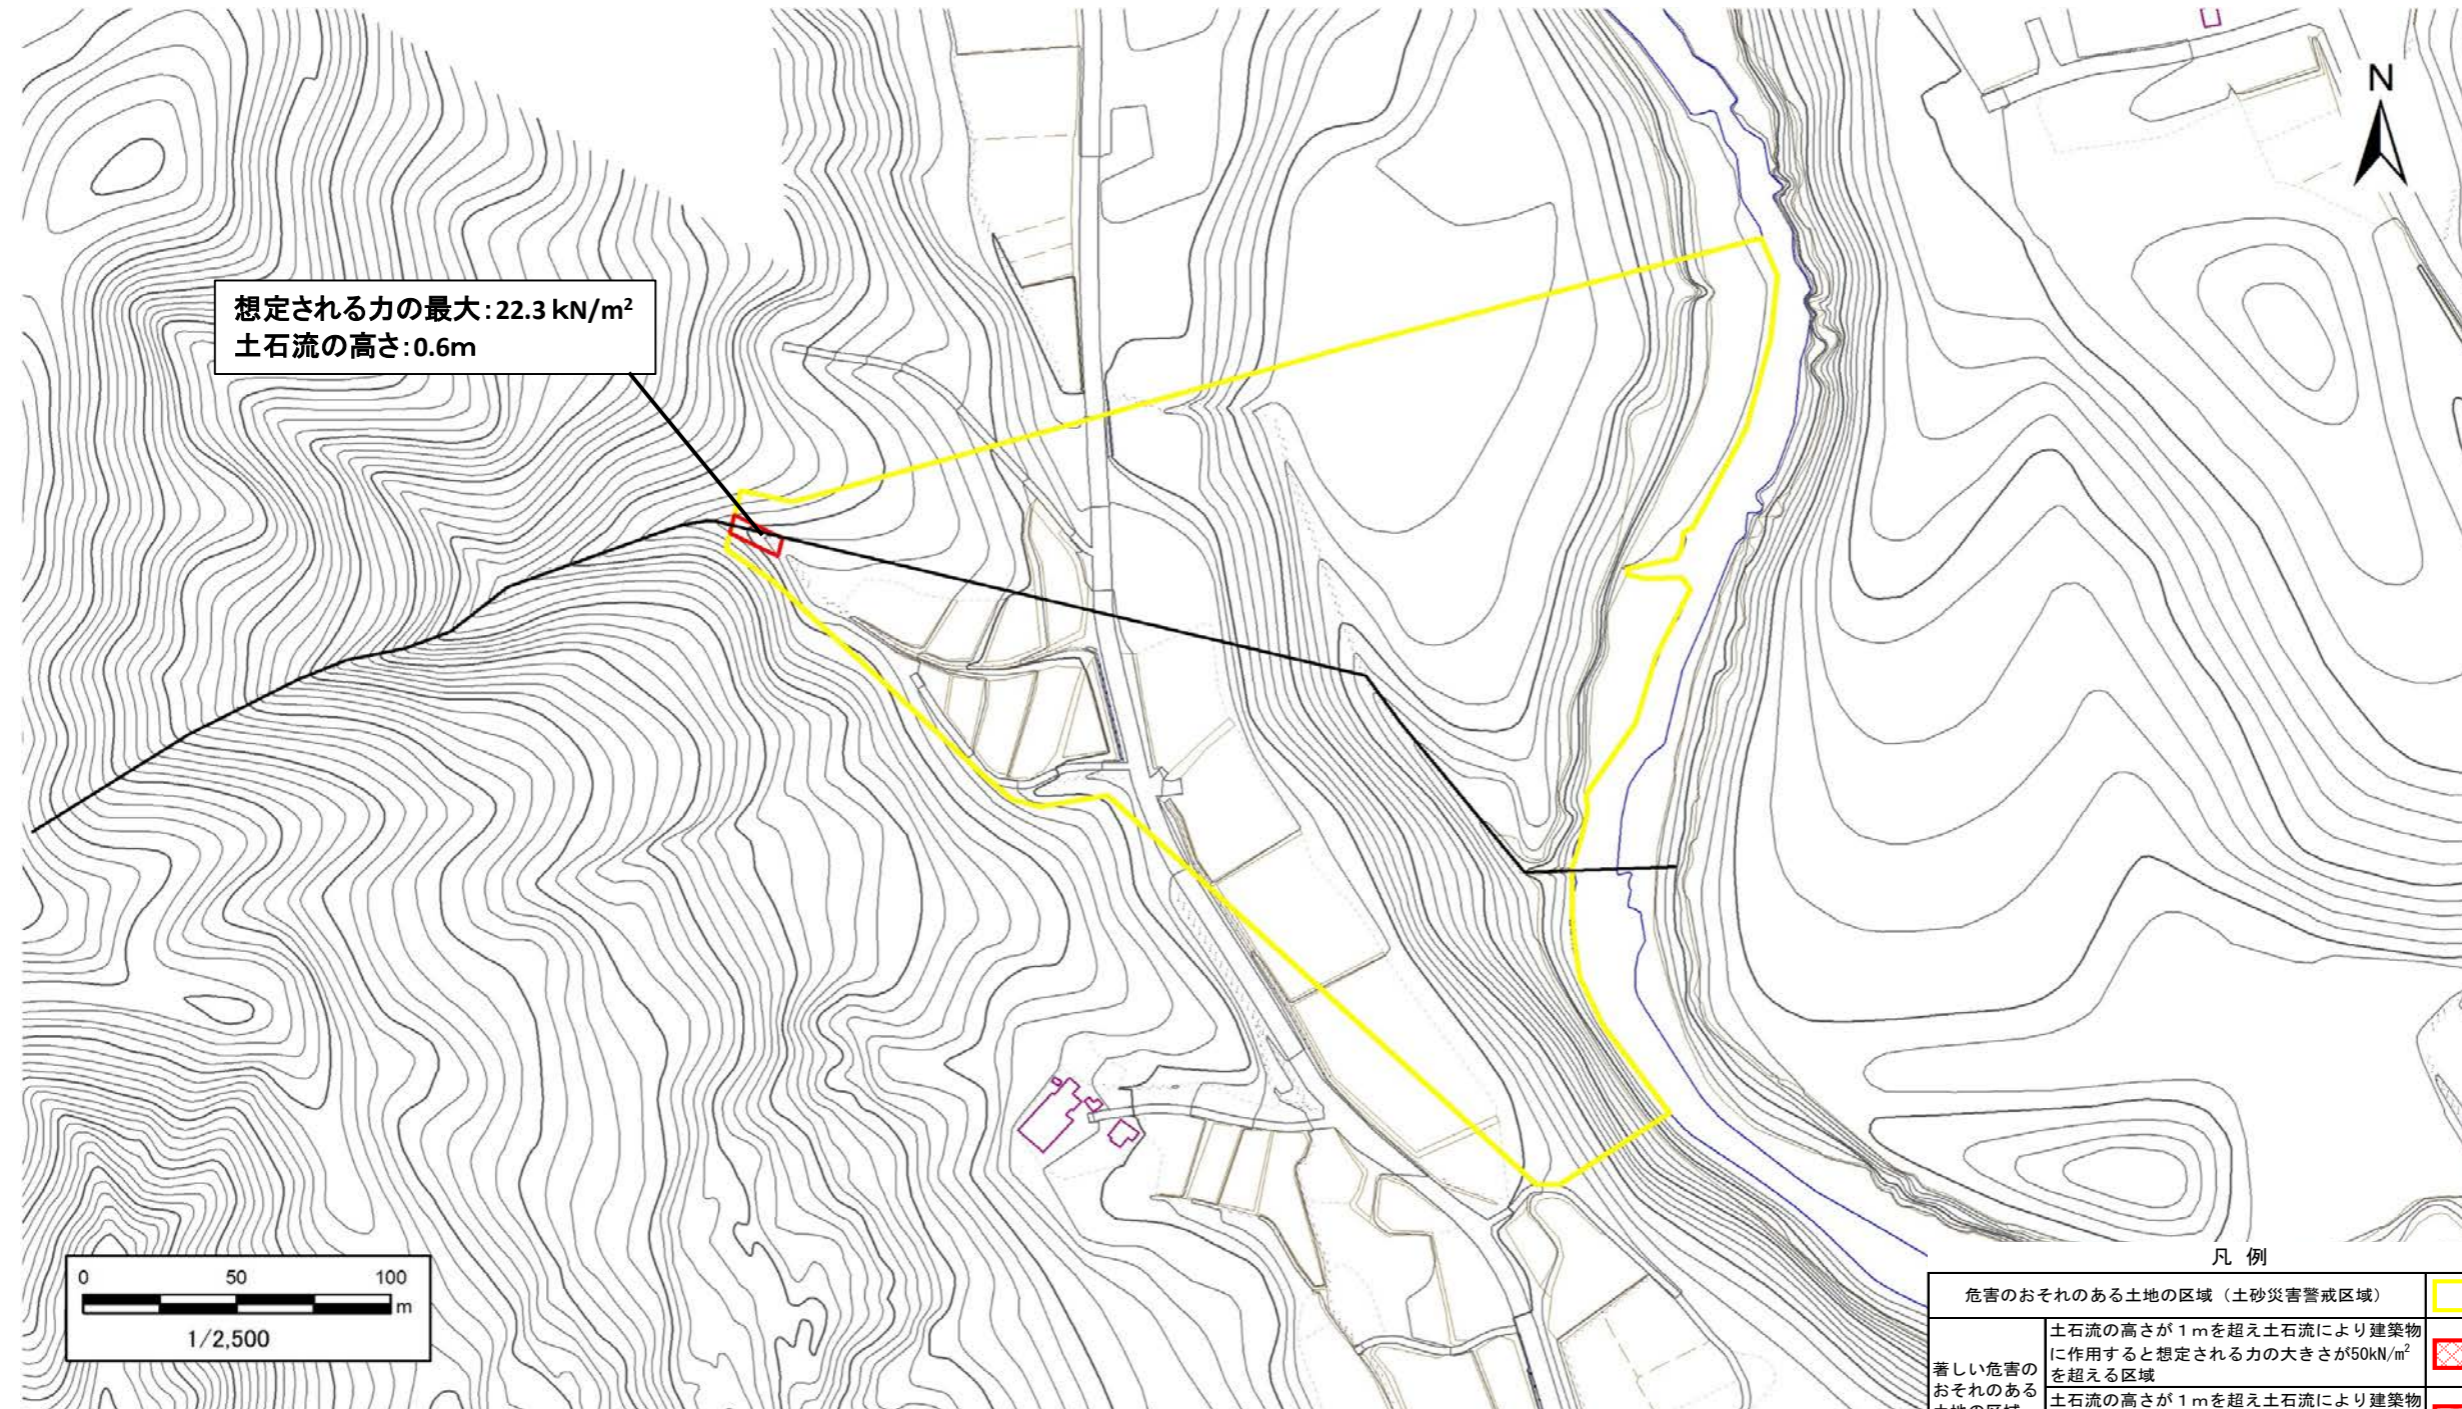 N
想定される力の最大:22.3 kN/m²
土石流の高さ:0.6m
0 50 100
m
1/2,500
凡 例
危害のおそれのある土地の区域（土砂災害警戒区域）
著しい危害の
おそれのある
土地の区域
土石流の高さが１ｍを超え土石流により建築物
に作用すると想定される力の大きさが50kN/㎡
を超える区域
土石流の高さが１ｍを超え土石流により建築物